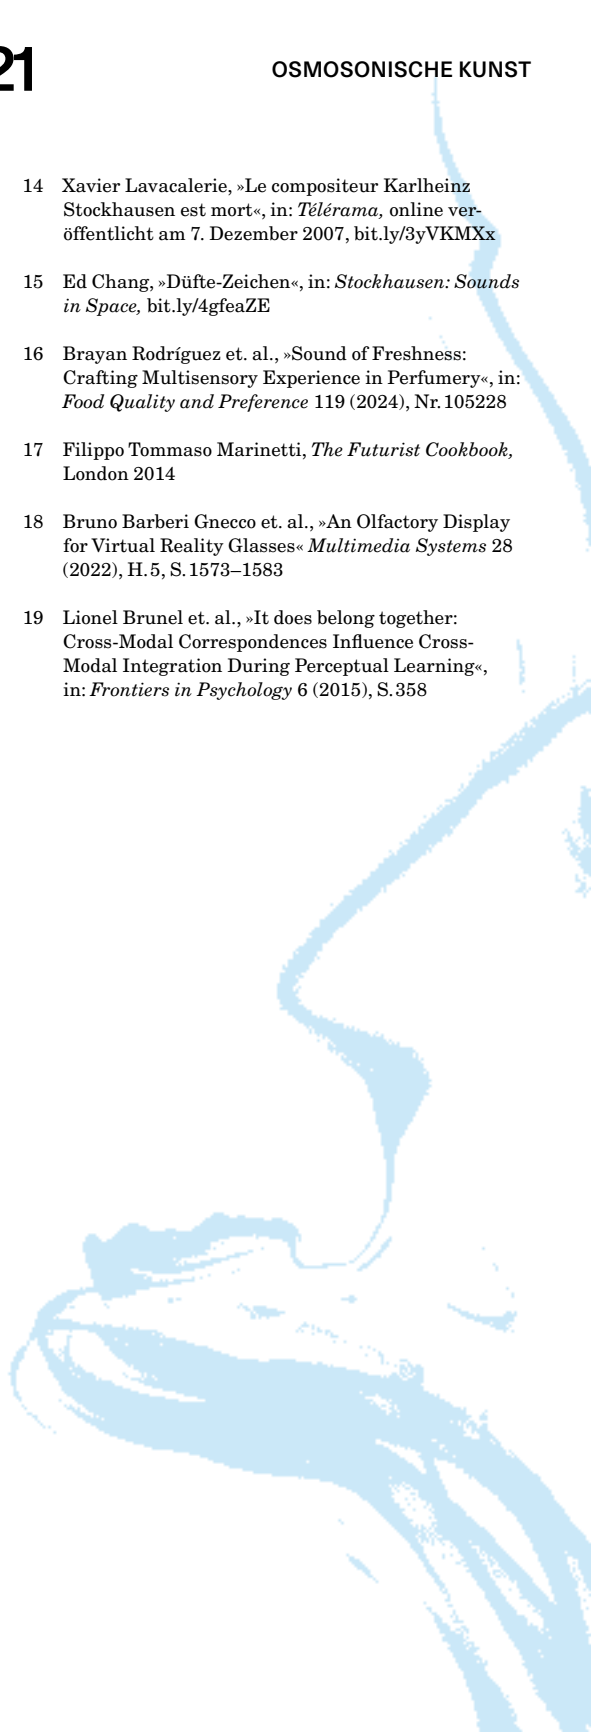 21
OSMOSONISCHE KUNST
14 Xavier Lavacalerie, »Le compositeur Karlheinz
Stockhausen est mort«, in: Télérama, online ver-
öffentlicht am 7. Dezember 2007, bit.ly/3yVKMXx
15 Ed Chang, »Düfte-Zeichen«, in: Stockhausen: Sounds
in Space, bit.ly/4gfeaZE
16 Brayan Rodríguez et. al., »Sound of Freshness:
Crafting Multisensory Experience in Perfumery«, in:
Food Quality and Preference 119 (2024), Nr. 105228
17 Filippo Tommaso Marinetti, The Futurist Cookbook,
London 2014
18 Bruno Barberi Gnecco et. al., »An Olfactory Display
for Virtual Reality Glasses« Multimedia Systems 28
(2022), H. 5, S. 1573–1583
19 Lionel Brunel et. al., »It does belong together:
Cross-Modal Correspondences Influence Cross-
Modal Integration During Perceptual Learning«,
in: Frontiers in Psychology 6 (2015), S. 358